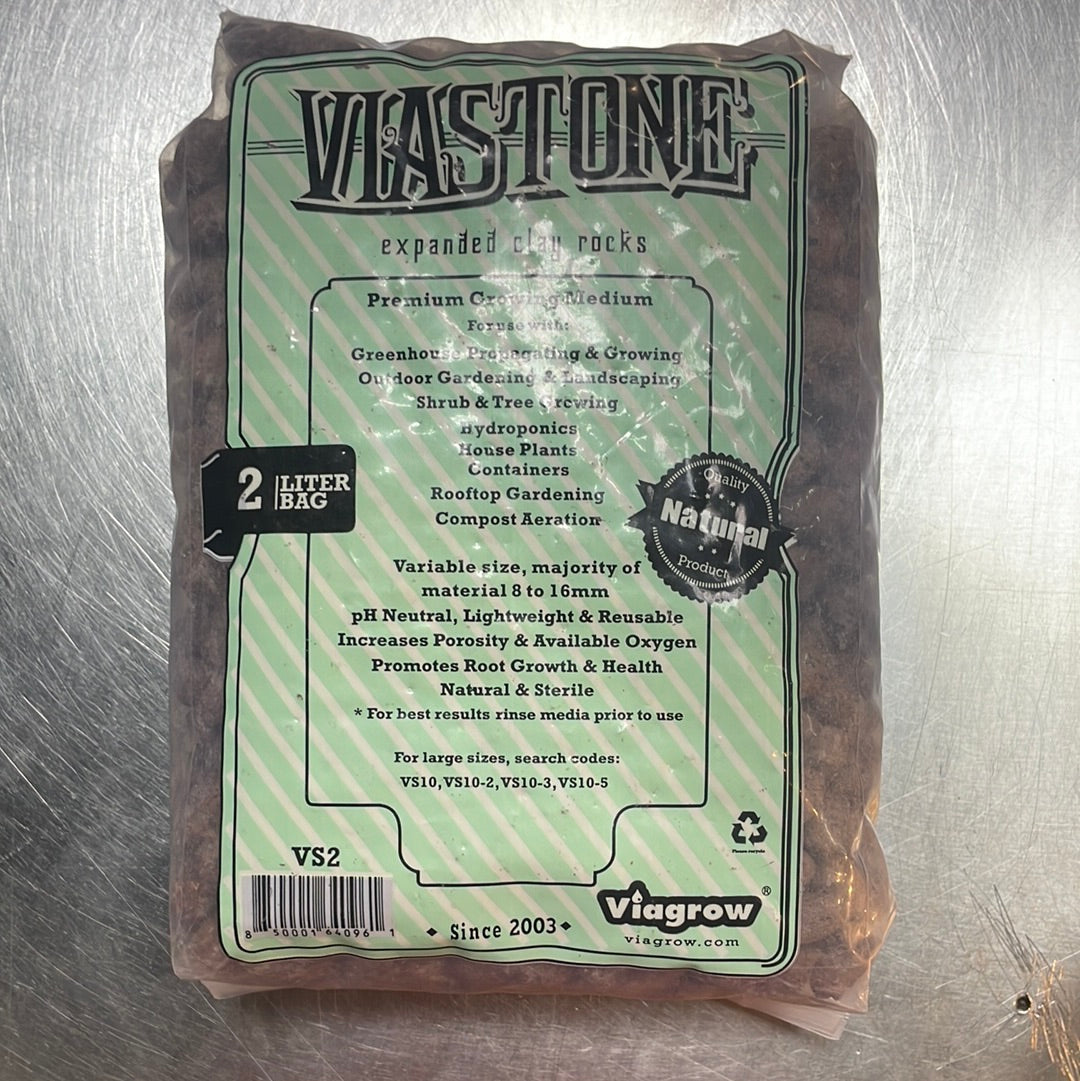 VIASTONE
expanded clay rocks
Premium Growing Medium
For use with:
Greenhouse Propagating & Growing
Outdoor Gardening & Landscaping
Shrub & Tree Growing
Hydroponics
House Plants
Containers
Rooftop Gardening
Compost Aeration
2 LITER
BAG
Quality
Natural
Product
Variable size, majority of
material 8 to 16mm
pH Neutral, Lightweight & Reusable
Increases Porosity & Available Oxygen
Promotes Root Growth & Health
Natural & Sterile
* For best results rinse media prior to use
For large sizes, search codes:
VS10,VS10-2,VS10-3,VS10-5
Please recycle
VS2
8 50001 64096 1
Since 2003
Viagrow®
viagrow.com